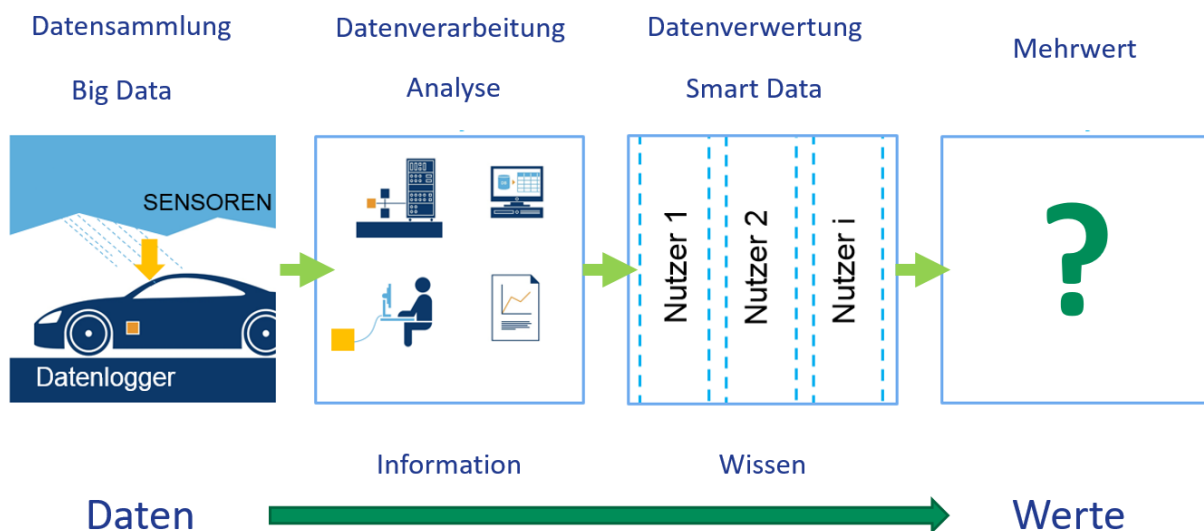 Datensammlung
Big Data
Datenverarbeitung
Analyse
Datenverwertung
Smart Data
Mehrwert
SENSOREN
Datenlogger
Nutzer 1
Nutzer 2
Nutzer i
?
Information
Wissen
Daten
Werte